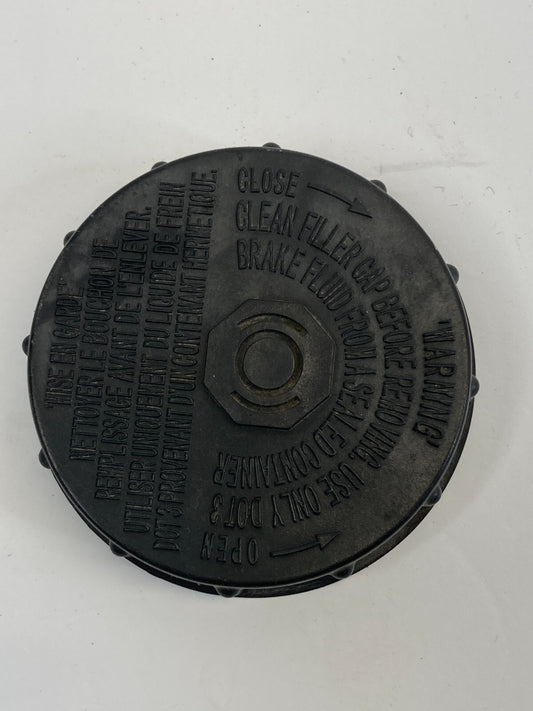 "WARNING"
CLOSE
CLEAN FILLER CAP BEFORE REMOVING. USE ONLY DOT 3
BRAKE FLUID FROM A SEALED CONTAINER
OPEN
"MISE EN GARDE"
NETTOYER LE BOUCHON DE
REMPLISSAGE AVANT DE L'ENLEVER.
UTILISER UNIQUEMENT DU LIQUIDE DE FREIN
DOT 3 PROVENANT D'UN CONTENANT HERMETIQUE.